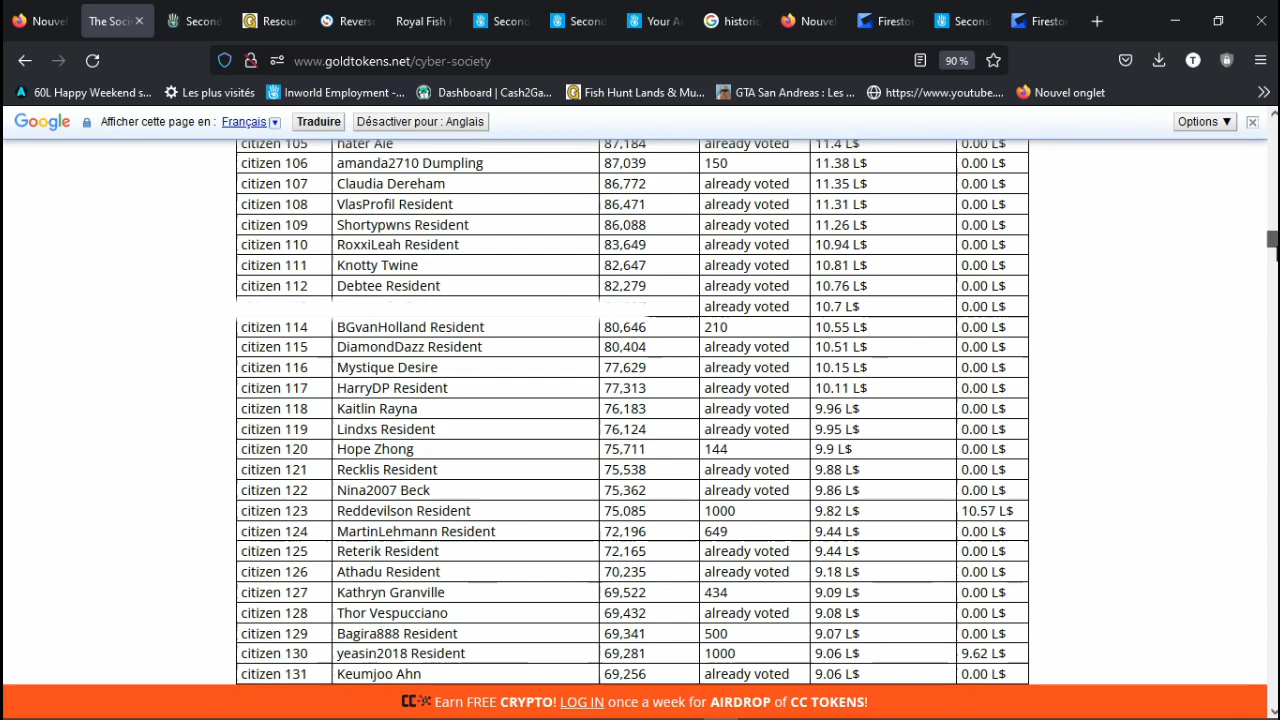 Nouvel
The Soci
Second
Resour
Revers
Royal Fish H
Second
Second
Your Ac
historic
Nouvel
Firesto
Second
Firesto
www.goldtokens.net/cyber-society
90 %
60L Happy Weekend s...
Les plus visités
Inworld Employment -...
Dashboard | Cash2Ga...
Fish Hunt Lands & Mu...
GTA San Andreas : Les ...
https://www.youtube....
Nouvel onglet
Google Afficher cette page en : Français Traduire Désactiver pour : Anglais Options ▼
citizen 105 hater Ale 87,184 already voted 11.4 L$ 0.00 L$
citizen 106 amanda2710 Dumpling 87,039 150 11.38 L$ 0.00 L$
citizen 107 Claudia Dereham 86,772 already voted 11.35 L$ 0.00 L$
citizen 108 VlasProfil Resident 86,471 already voted 11.31 L$ 0.00 L$
citizen 109 Shortypwns Resident 86,088 already voted 11.26 L$ 0.00 L$
citizen 110 RoxxiLeah Resident 83,649 already voted 10.94 L$ 0.00 L$
citizen 111 Knotty Twine 82,647 already voted 10.81 L$ 0.00 L$
citizen 112 Debtee Resident 82,279 already voted 10.76 L$ 0.00 L$
already voted 10.7 L$ 0.00 L$
citizen 114 BGvanHolland Resident 80,646 210 10.55 L$ 0.00 L$
citizen 115 DiamondDazz Resident 80,404 already voted 10.51 L$ 0.00 L$
citizen 116 Mystique Desire 77,629 already voted 10.15 L$ 0.00 L$
citizen 117 HarryDP Resident 77,313 already voted 10.11 L$ 0.00 L$
citizen 118 Kaitlin Rayna 76,183 already voted 9.96 L$ 0.00 L$
citizen 119 Lindxs Resident 76,124 already voted 9.95 L$ 0.00 L$
citizen 120 Hope Zhong 75,711 144 9.9 L$ 0.00 L$
citizen 121 Recklis Resident 75,538 already voted 9.88 L$ 0.00 L$
citizen 122 Nina2007 Beck 75,362 already voted 9.86 L$ 0.00 L$
citizen 123 Reddevilson Resident 75,085 1000 9.82 L$ 10.57 L$
citizen 124 MartinLehmann Resident 72,196 649 9.44 L$ 0.00 L$
citizen 125 Reterik Resident 72,165 already voted 9.44 L$ 0.00 L$
citizen 126 Athadu Resident 70,235 already voted 9.18 L$ 0.00 L$
citizen 127 Kathryn Granville 69,522 434 9.09 L$ 0.00 L$
citizen 128 Thor Vespucciano 69,432 already voted 9.08 L$ 0.00 L$
citizen 129 Bagira888 Resident 69,341 500 9.07 L$ 0.00 L$
citizen 130 yeasin2018 Resident 69,281 1000 9.06 L$ 9.62 L$
citizen 131 Keumjoo Ahn 69,256 already voted 9.06 L$ 0.00 L$
Earn FREE CRYPTO! LOG IN once a week for AIRDROP of CC TOKENS!